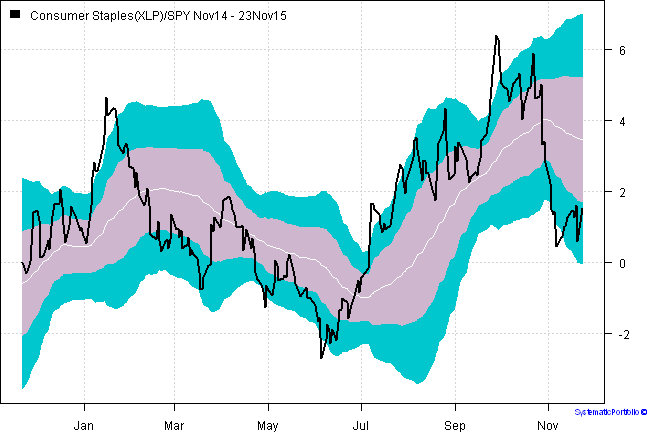 Consumer Staples(XLP)/SPY Nov14 - 23Nov15
6
4
2
0
-2
Jan Mar May Jul Sep Nov
SystematicPortfolio ©